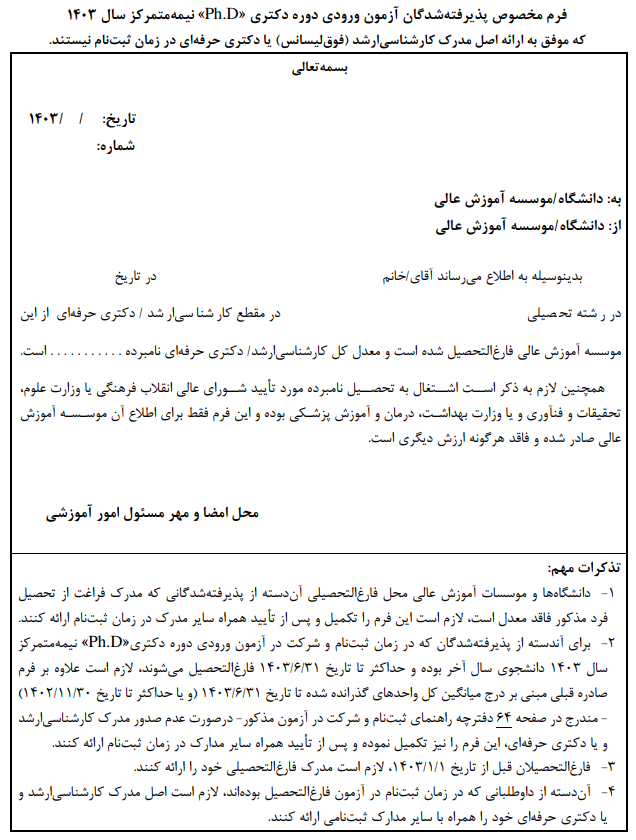 فرم مخصوص پذیرفته‌شدگان آزمون ورودی دوره دکتری «Ph.D» نیمه‌متمرکز سال ۱۴۰۳
که موفق به ارائه اصل مدرک کارشناسی‌ارشد (فوق‌لیسانس) یا دکتری حرفه‌ای در زمان ثبت‌نام نیستند.
بسمه‌تعالی
تاریخ: / /۱۴۰۳
شماره:
به: دانشگاه/موسسه آموزش عالی
از: دانشگاه/موسسه آموزش عالی
بدینوسیله به اطلاع می‌رساند آقای/خانم در تاریخ
در رشته تحصیلی در مقطع کارشناسی‌ارشد / دکتری حرفه‌ای از این
موسسه آموزش عالی فارغ‌التحصیل شده است و معدل کل کارشناسی‌ارشد/ دکتری حرفه‌ای نامبرده . . . . . . . . . . . است.
همچنین لازم به ذکر است اشتغال به تحصیل نامبرده مورد تأیید شورای عالی انقلاب فرهنگی یا وزارت علوم،
تحقیقات و فنآوری و یا وزارت بهداشت، درمان و آموزش پزشکی بوده و این فرم فقط برای اطلاع آن موسسه آموزش
عالی صادر شده و فاقد هرگونه ارزش دیگری است.
محل امضا و مهر مسئول امور آموزشی
تذکرات مهم:
۱- دانشگاه‌ها و موسسات آموزش عالی محل فارغ‌التحصیلی آن‌دسته از پذیرفته‌شدگانی که مدرک فراغت از تحصیل
فرد مذکور فاقد معدل است، لازم است این فرم را تکمیل و پس از تأیید همراه سایر مدرک در زمان ثبت‌نام ارائه کنند.
۲- برای آندسته از پذیرفته‌شدگان که در زمان ثبت‌نام و شرکت در آزمون ورودی دوره دکتری«Ph.D» نیمه‌متمرکز
سال ۱۴۰۳ دانشجوی سال آخر بوده و حداکثر تا تاریخ ۱۴۰۳/۶/۳۱ فارغ‌التحصیل می‌شوند، لازم است علاوه بر فرم
صادره قبلی مبنی بر درج میانگین کل واحدهای گذرانده شده تا تاریخ ۱۴۰۳/۶/۳۱ (و یا حداکثر تا تاریخ ۱۴۰۲/۱۱/۳۰)
- مندرج در صفحه ۶۴ دفترچه راهنمای ثبت‌نام و شرکت در آزمون مذکور- درصورت عدم صدور مدرک کارشناسی‌ارشد
و یا دکتری حرفه‌ای، این فرم را نیز تکمیل نموده و پس از تأیید همراه سایر مدارک در زمان ثبت‌نام ارائه کنند.
۳- فارغ‌التحصیلان قبل از تاریخ ۱۴۰۳/۱/۱، لازم است مدرک فارغ‌التحصیلی خود را ارائه کنند.
۴- آن‌دسته از داوطلبانی که در زمان ثبت‌نام در آزمون فارغ‌التحصیل بوده‌اند، لازم است اصل مدرک کارشناسی‌ارشد و
یا دکتری حرفه‌ای خود را همراه با سایر مدارک ثبت‌نامی ارائه کنند.